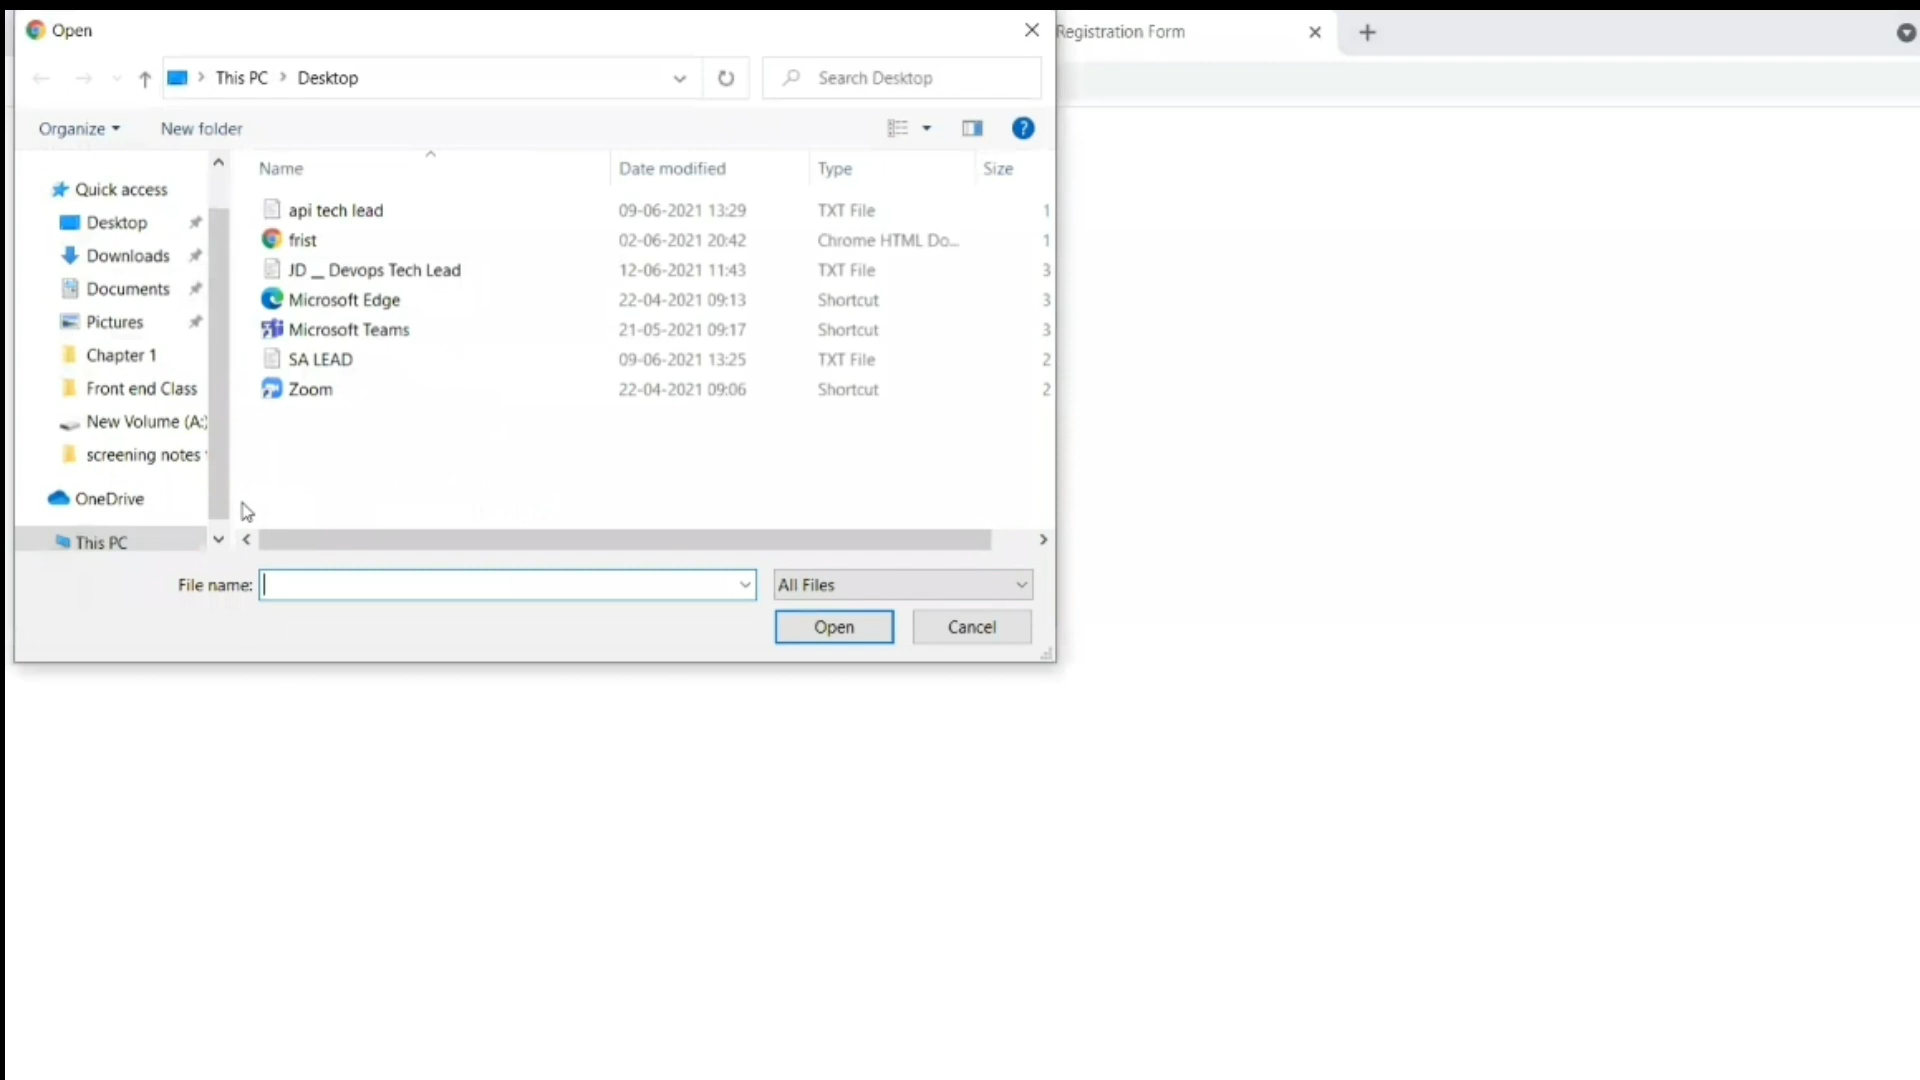 Open
Registration Form
This PC > Desktop
Search Desktop
Organize
New folder
Name Date modified Type Size
Quick access
Desktop
Downloads
Documents
Pictures
Chapter 1
Front end Class
New Volume (A:)
screening notes
OneDrive
This PC
api tech lead 09-06-2021 13:29 TXT File 1
frist 02-06-2021 20:42 Chrome HTML Do... 1
JD __ Devops Tech Lead 12-06-2021 11:43 TXT File 3
Microsoft Edge 22-04-2021 09:13 Shortcut 3
Microsoft Teams 21-05-2021 09:17 Shortcut 3
SA LEAD 09-06-2021 13:25 TXT File 2
Zoom 22-04-2021 09:06 Shortcut 2
File name:
All Files
Open
Cancel